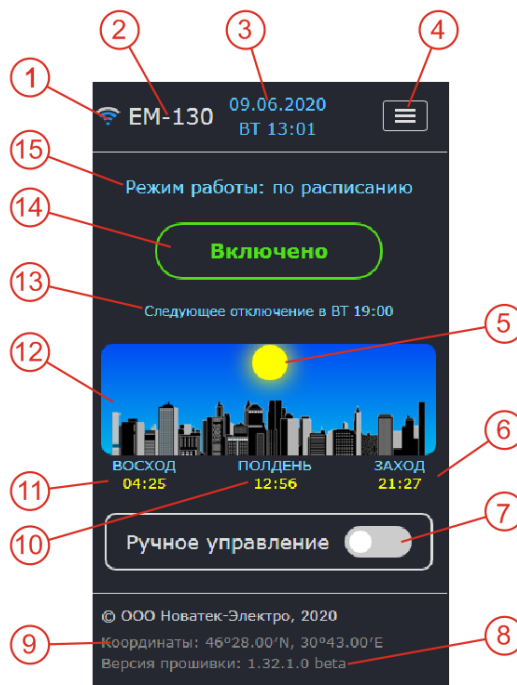 2
3
4
1
EM-130
09.06.2020
ВТ 13:01
15
Режим работы: по расписанию
14
Включено
13
Следующее отключение в ВТ 19:00
5
12
6
ВОСХОД
ПОЛДЕНЬ
ЗАХОД
04:25
12:56
21:27
11
10
7
Ручное управление
© ООО Новатек-Электро, 2020
9
Координаты: 46°28.00'N, 30°43.00'E
8
Версия прошивки: 1.32.1.0 beta